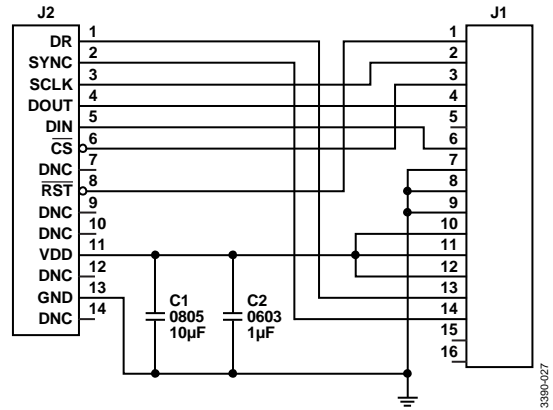 J2
DR 1
SYNC 2
SCLK 3
DOUT 4
DIN 5
CS 6
DNC 7
RST 8
DNC 9
DNC 10
VDD 11
DNC 12
GND 13
DNC 14
C1
0805
10µF
C2
0603
1µF
J1
1
2
3
4
5
6
7
8
9
10
11
12
13
14
15
16
3390-027